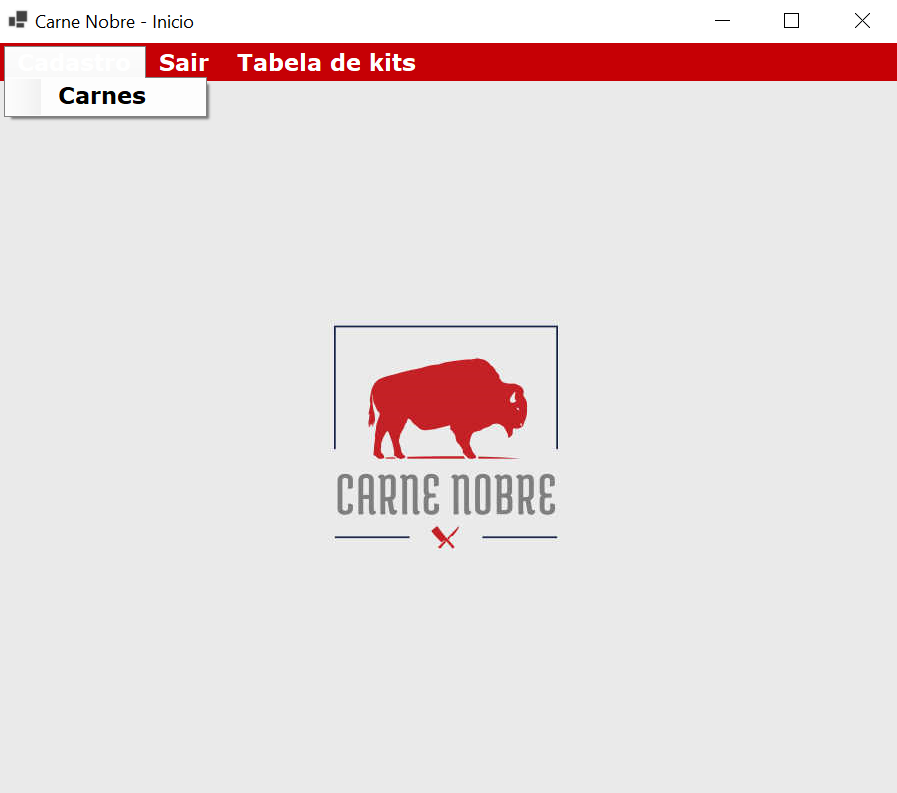 Carne Nobre - Inicio
Cadastro Sair Tabela de kits
Carnes
CARNE NOBRE